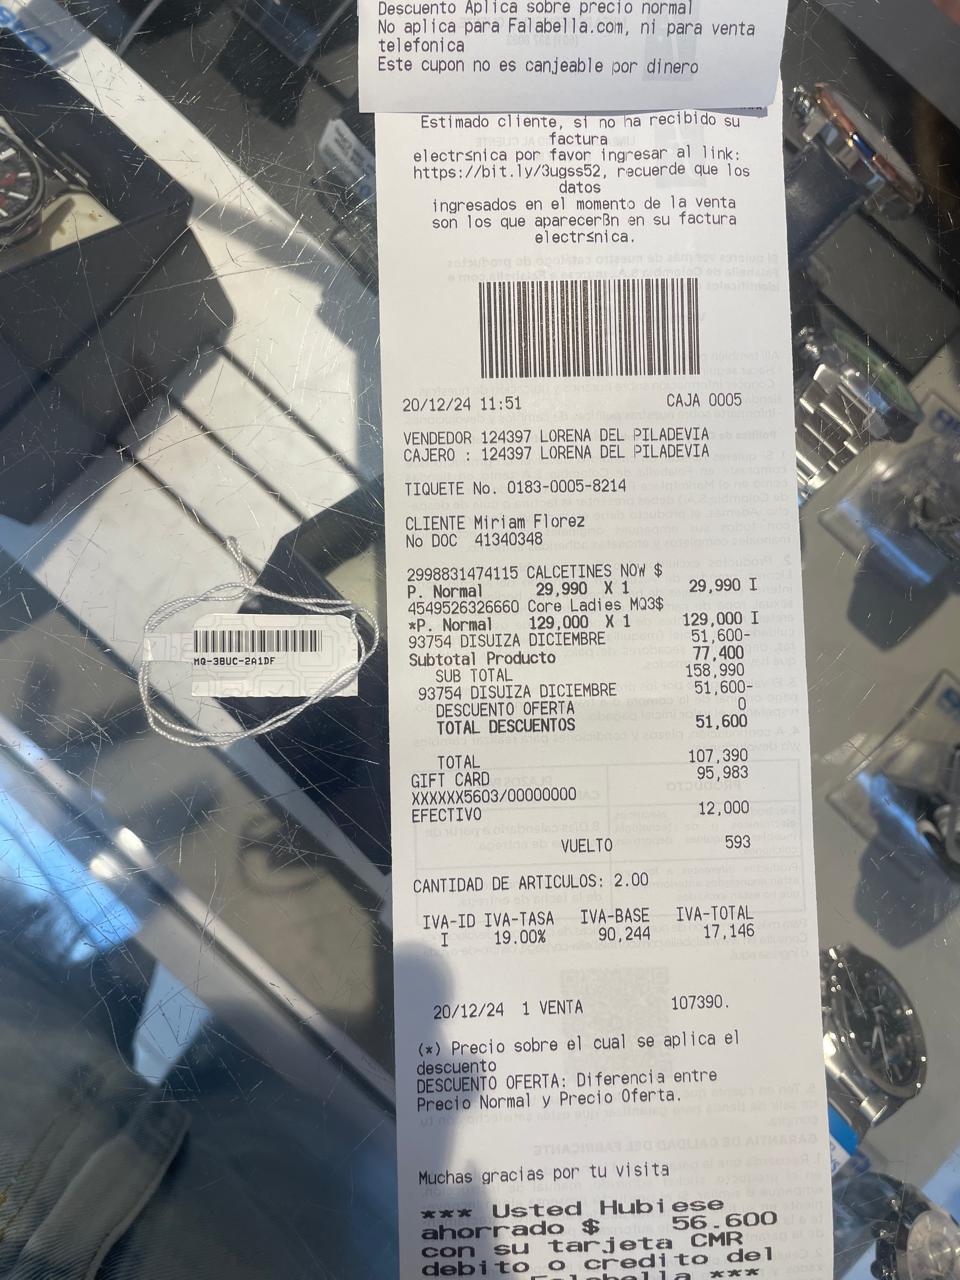 Descuento Aplica sobre precio normal
No aplica para Falabella.com, ni para venta
telefonica
Este cupon no es canjeable por dinero
Estimado cliente, si no ha recibido su
factura
electr≤nica por favor ingresar al link:
https://bit.ly/3ugss52, recuerde que los
datos
ingresados en el momento de la venta
son los que aparecerßn en su factura
electr≤nica.
20/12/24 11:51 CAJA 0005
VENDEDOR 124397 LORENA DEL PILADEVIA
CAJERO : 124397 LORENA DEL PILADEVIA
TIQUETE No. 0183-0005-8214
CLIENTE Miriam Florez
No DOC 41340348
2998831474115 CALCETINES NOW $
P. Normal 29,990 X 1 29,990 I
4549526326660 Core Ladies MQ3$
*P. Normal 129,000 X 1 129,000 I
93754 DISUIZA DICIEMBRE 51,600-
Subtotal Producto 77,400
SUB TOTAL 158,990
93754 DISUIZA DICIEMBRE 51,600-
DESCUENTO OFERTA 0
TOTAL DESCUENTOS 51,600
TOTAL 107,390
GIFT CARD 95,983
XXXXXX5603/00000000
EFECTIVO 12,000
VUELTO 593
CANTIDAD DE ARTICULOS: 2.00
IVA-ID IVA-TASA IVA-BASE IVA-TOTAL
I 19.00% 90,244 17,146
20/12/24 1 VENTA 107390.
(*) Precio sobre el cual se aplica el
descuento
DESCUENTO OFERTA: Diferencia entre
Precio Normal y Precio Oferta.
Muchas gracias por tu visita
*** Usted Hubiese
ahorrado $ 56.600
con su tarjeta CMR
debito o credito del
Falabella ***
MQ-3BUC-2A1DF